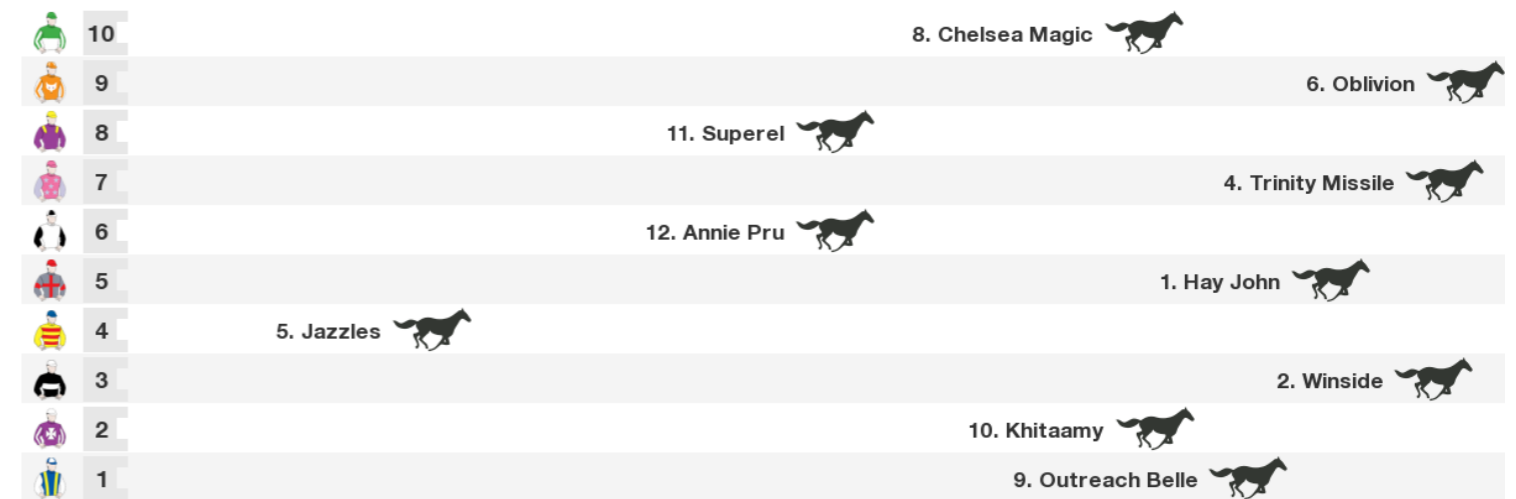 10 8. Chelsea Magic
9 6. Oblivion
8 11. Superel
7 4. Trinity Missile
6 12. Annie Pru
5 1. Hay John
4 5. Jazzles
3 2. Winside
2 10. Khitaamy
1 9. Outreach Belle